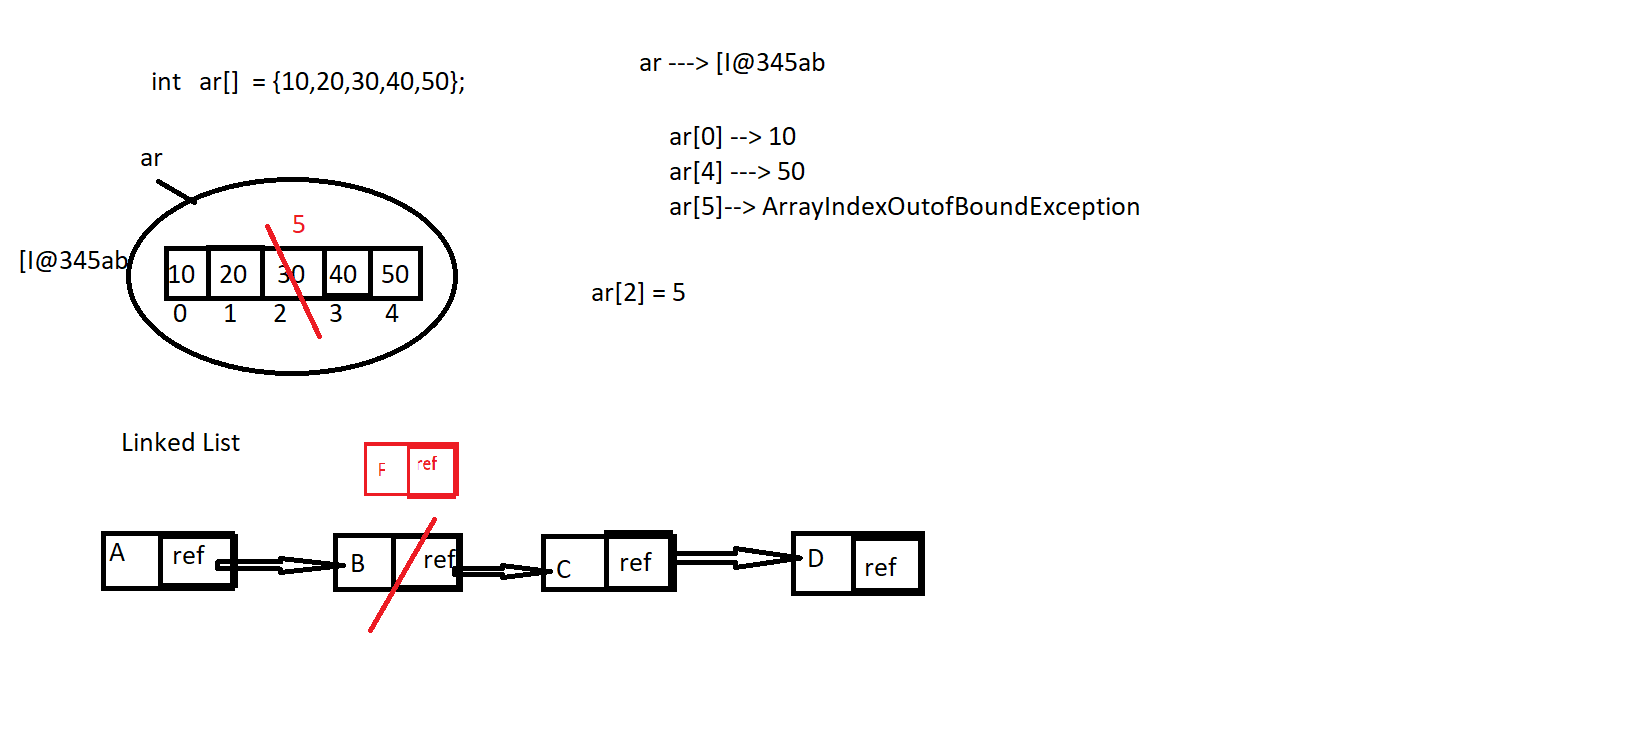 int ar[] = {10,20,30,40,50};
ar ---> [I@345ab
ar[0] --> 10
ar[4] ---> 50
ar[5]--> ArrayIndexOutofBoundException
ar
5
[I@345ab
10 20 30 40 50
0 1 2 3 4
ar[2] = 5
Linked List
F ref
A ref B ref C ref D ref